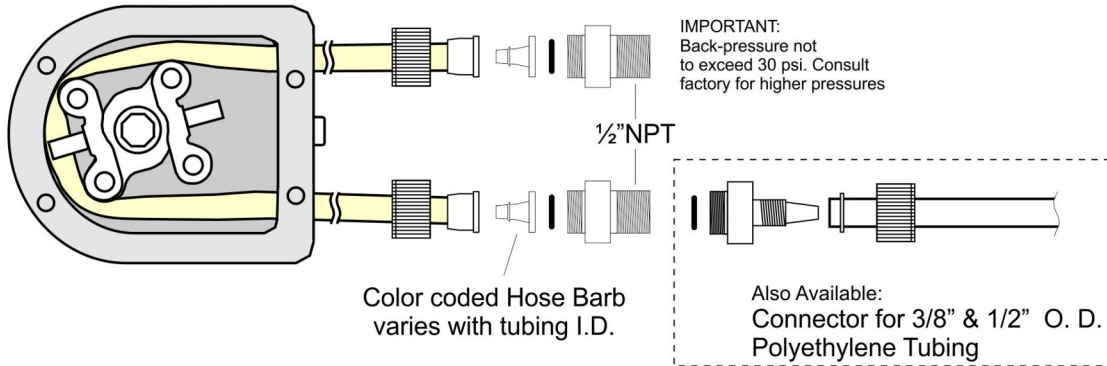 IMPORTANT:
Back-pressure not
to exceed 30 psi. Consult
factory for higher pressures
½”NPT
Color coded Hose Barb
varies with tubing I.D.
Also Available:
Connector for 3/8” & 1/2” O. D.
Polyethylene Tubing